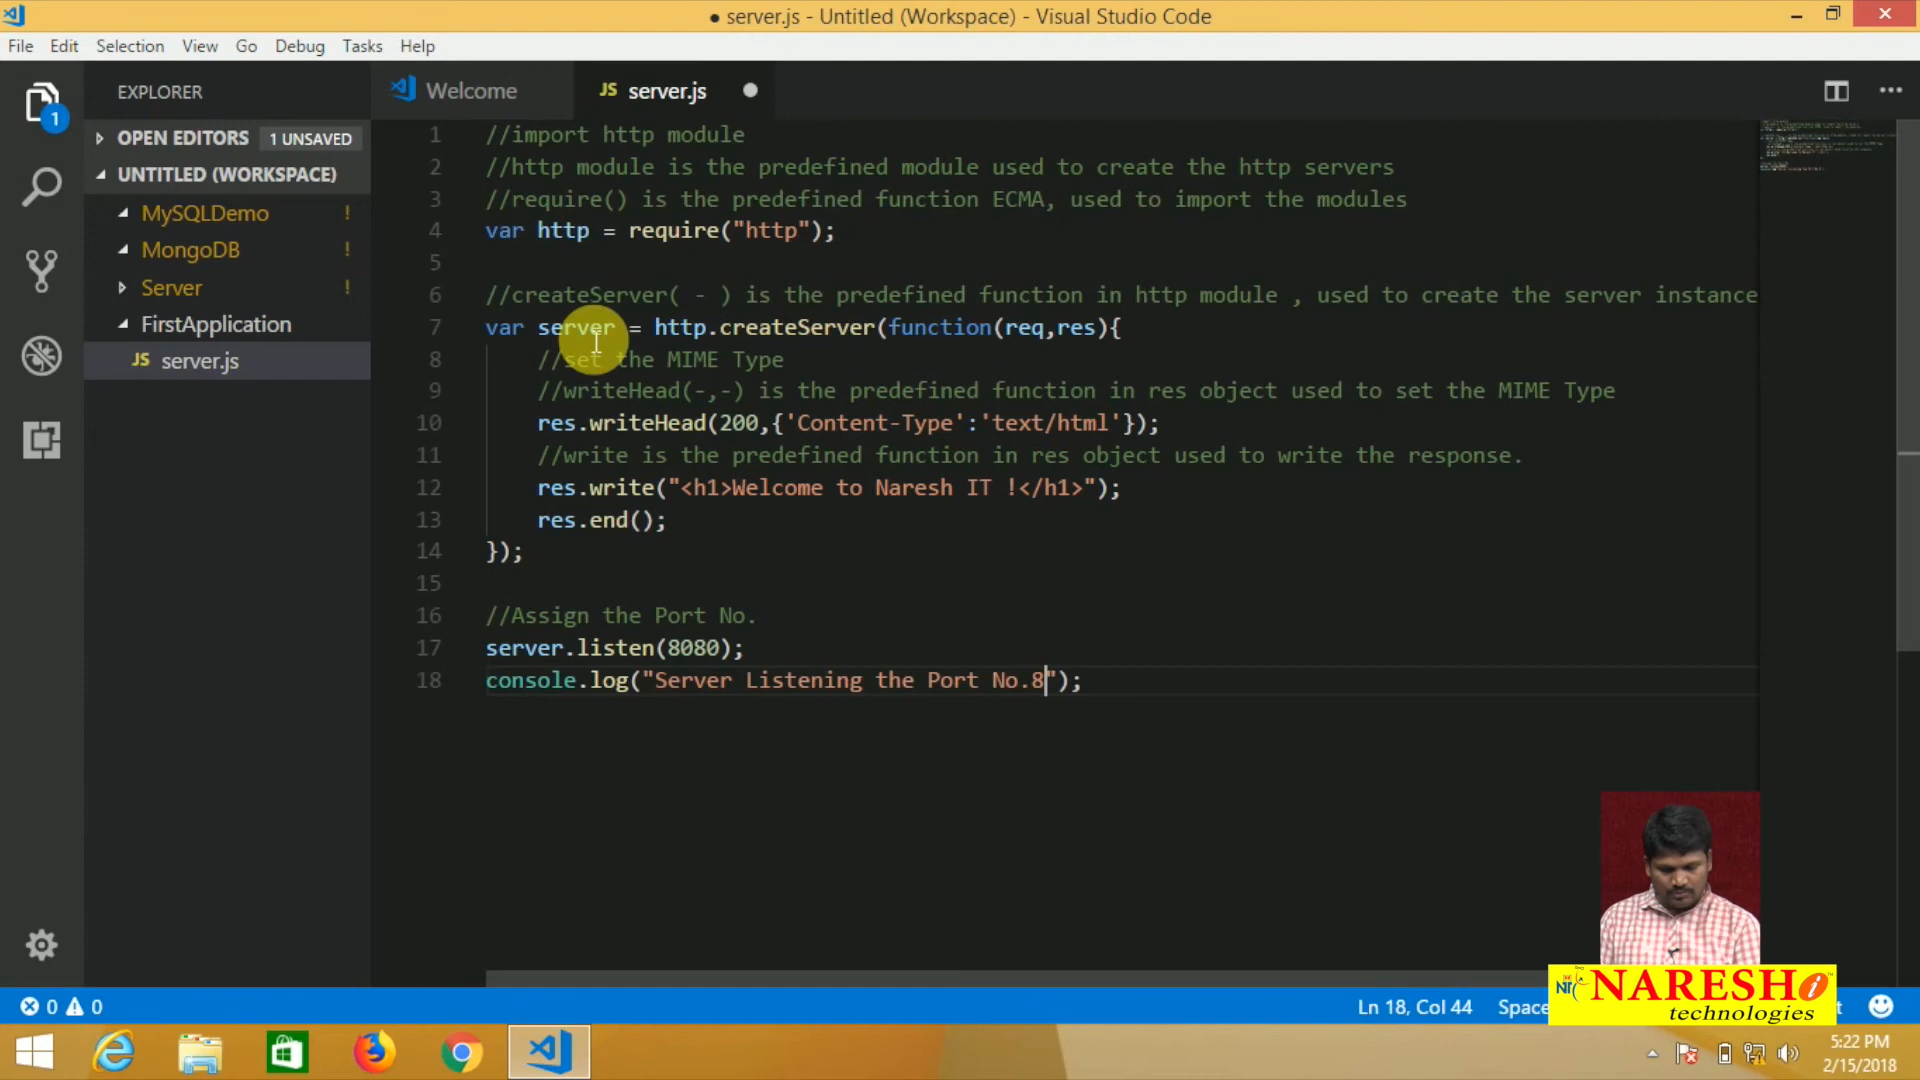 ● server.js - Untitled (Workspace) - Visual Studio Code
File Edit Selection View Go Debug Tasks Help
EXPLORER
Welcome
JS server.js
1
OPEN EDITORS 1 UNSAVED
UNTITLED (WORKSPACE)
MySQLDemo !
MongoDB !
Server !
FirstApplication
JS server.js
1 //import http module
2 //http module is the predefined module used to create the http servers
3 //require() is the predefined function ECMA, used to import the modules
4 var http = require("http");
5
6 //createServer( - ) is the predefined function in http module , used to create the server instance
7 var server = http.createServer(function(req,res){
8 //set the MIME Type
9 //writeHead(-,-) is the predefined function in res object used to set the MIME Type
10 res.writeHead(200,{'Content-Type':'text/html'});
11 //write is the predefined function in res object used to write the response.
12 res.write("<h1>Welcome to Naresh IT !</h1>");
13 res.end();
14 });
15
16 //Assign the Port No.
17 server.listen(8080);
18 console.log("Server Listening the Port No.8");
NARESH i
technologies
0 0
Ln 18, Col 44
5:22 PM
2/15/2018